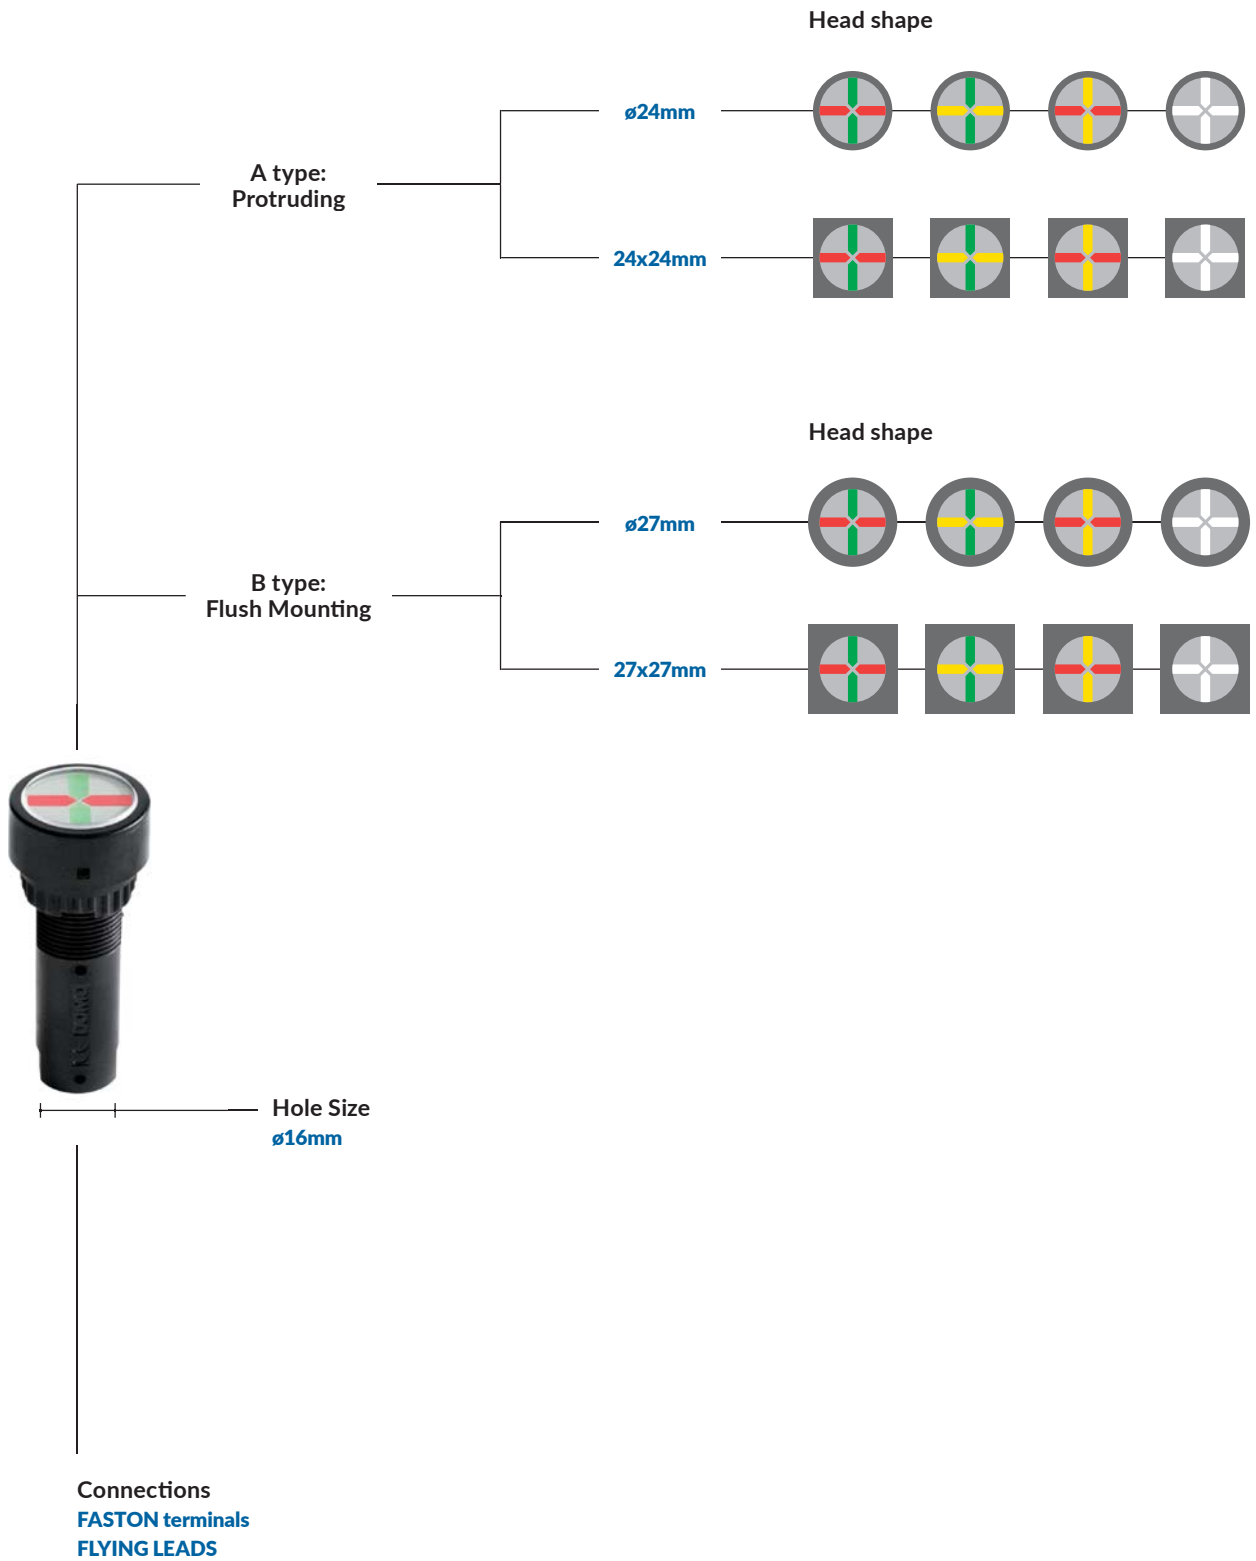 Head shape
ø24mm
A type:
Protruding
24x24mm
Head shape
ø27mm
B type:
Flush Mounting
27x27mm
Hole Size
ø16mm
Connections
FASTON terminals
FLYING LEADS